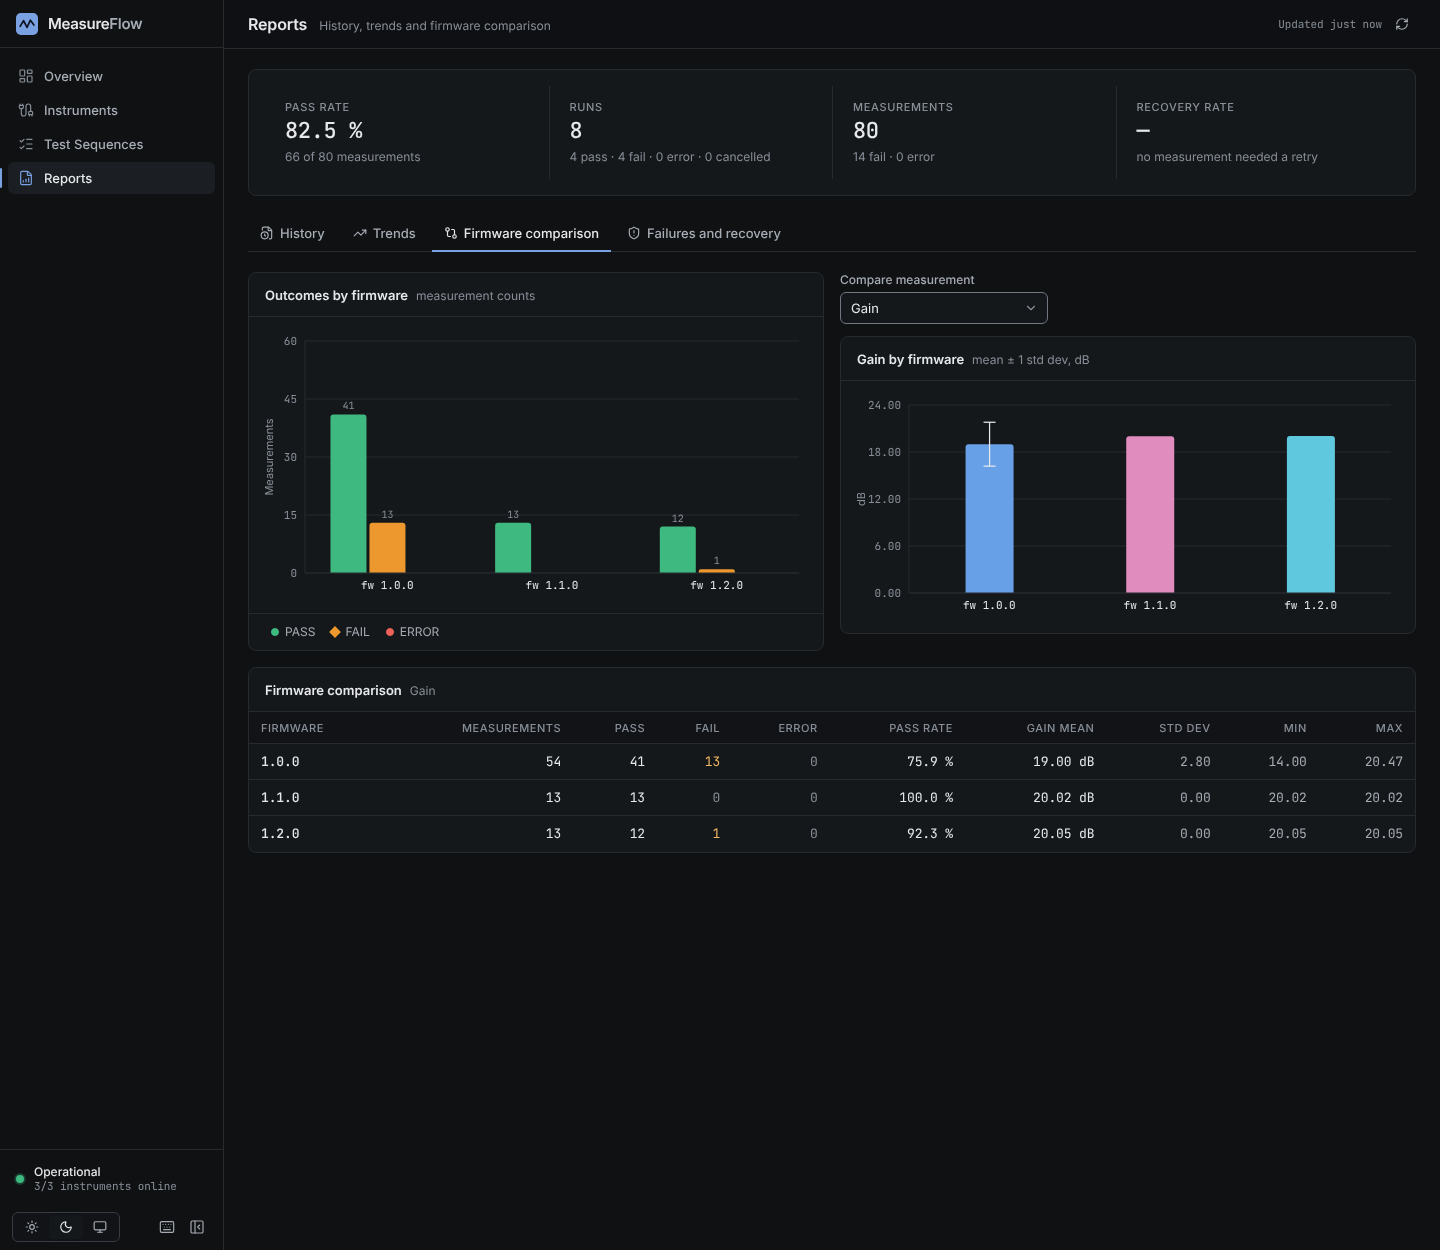 MeasureFlow
Overview
Instruments
Test Sequences
Reports
Operational
3/3 instruments online
Reports History, trends and firmware comparison
Updated just now
PASS RATE
82.5 %
66 of 80 measurements
RUNS
8
4 pass · 4 fail · 0 error · 0 cancelled
MEASUREMENTS
80
14 fail · 0 error
RECOVERY RATE
—
no measurement needed a retry
History Trends Firmware comparison Failures and recovery
Outcomes by firmware measurement counts
Measurements
60
45
30
15
0
41
13
13
12
1
fw 1.0.0 fw 1.1.0 fw 1.2.0
PASS FAIL ERROR
Compare measurement
Gain
Gain by firmware mean ± 1 std dev, dB
dB
24.00
18.00
12.00
6.00
0.00
fw 1.0.0 fw 1.1.0 fw 1.2.0
Firmware comparison Gain
FIRMWARE MEASUREMENTS PASS FAIL ERROR PASS RATE GAIN MEAN STD DEV MIN MAX
1.0.0 54 41 13 0 75.9 % 19.00 dB 2.80 14.00 20.47
1.1.0 13 13 0 0 100.0 % 20.02 dB 0.00 20.02 20.02
1.2.0 13 12 1 0 92.3 % 20.05 dB 0.00 20.05 20.05